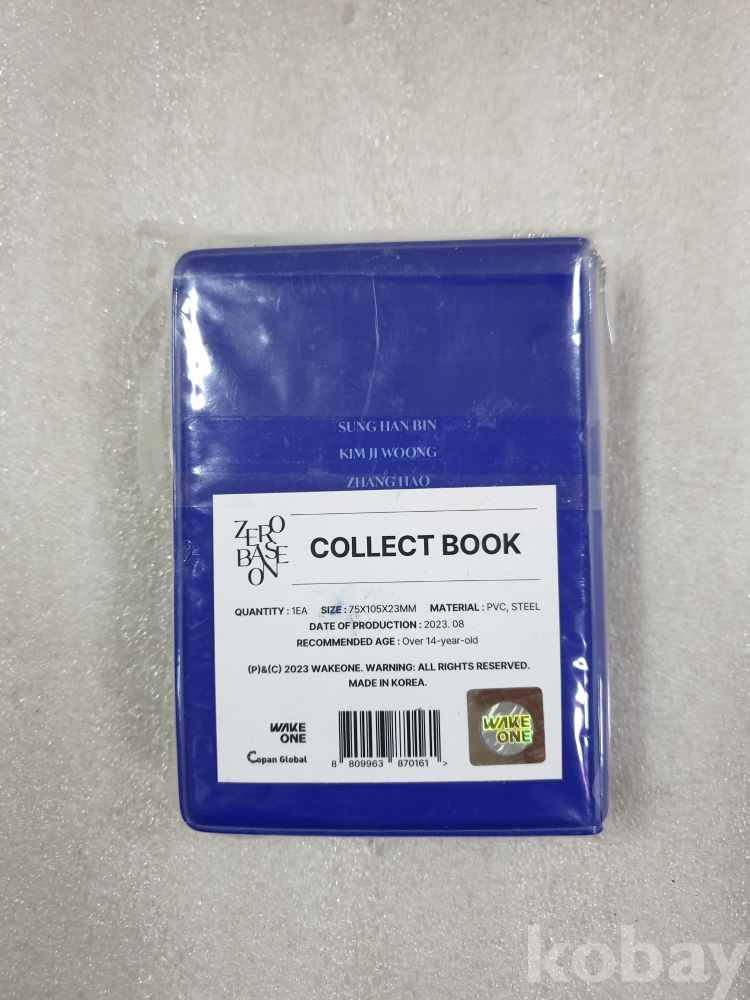 SUNG HAN BIN
KIM JI WOONG
ZHANG HAO
ZERO
BASE
ON
COLLECT BOOK
QUANTITY : 1EA SIZE : 75X105X23MM MATERIAL : PVC, STEEL
DATE OF PRODUCTION : 2023. 08
RECOMMENDED AGE : Over 14-year-old
(P)&(C) 2023 WAKEONE. WARNING: ALL RIGHTS RESERVED.
MADE IN KOREA.
WAKE
ONE
Copan Global
8 809963 870161 >
WAKE
ONE
kobay